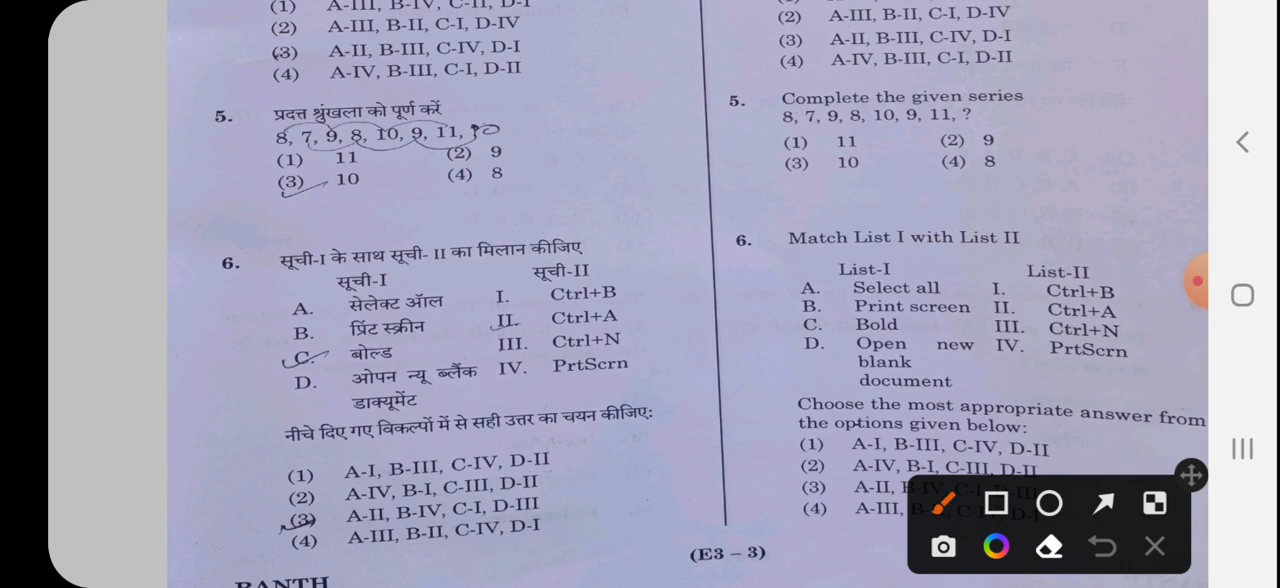 (1) A-III, B-IV, C-II, D-I
(2) A-III, B-II, C-I, D-IV
(3) A-II, B-III, C-IV, D-I
(4) A-IV, B-III, C-I, D-II
5. प्रदत्त श्रृंखला को पूर्ण करें
8, 7, 9, 8, 10, 9, 11, 10
(1) 11 (2) 9
(3) 10 (4) 8
6. सूची-I के साथ सूची- II का मिलान कीजिए
सूची-I सूची-II
A. सेलेक्ट ऑल I. Ctrl+B
B. प्रिंट स्क्रीन II. Ctrl+A
C. बोल्ड III. Ctrl+N
D. ओपन न्यू ब्लैंक IV. PrtScrn
डाक्यूमेंट
नीचे दिए गए विकल्पों में से सही उत्तर का चयन कीजिए:
(1) A-I, B-III, C-IV, D-II
(2) A-IV, B-I, C-III, D-II
(3) A-II, B-IV, C-I, D-III
(4) A-III, B-II, C-IV, D-I
(2) A-III, B-II, C-I, D-IV
(3) A-II, B-III, C-IV, D-I
(4) A-IV, B-III, C-I, D-II
5. Complete the given series
8, 7, 9, 8, 10, 9, 11, ?
(1) 11 (2) 9
(3) 10 (4) 8
6. Match List I with List II
List-I List-II
A. Select all I. Ctrl+B
B. Print screen II. Ctrl+A
C. Bold III. Ctrl+N
D. Open new IV. PrtScrn
blank
document
Choose the most appropriate answer from
the options given below:
(1) A-I, B-III, C-IV, D-II
(2) A-IV, B-I, C-III, D-II
(3) A-II, B-IV, C-I, D-III
(4) A-III,
(E3 – 3)